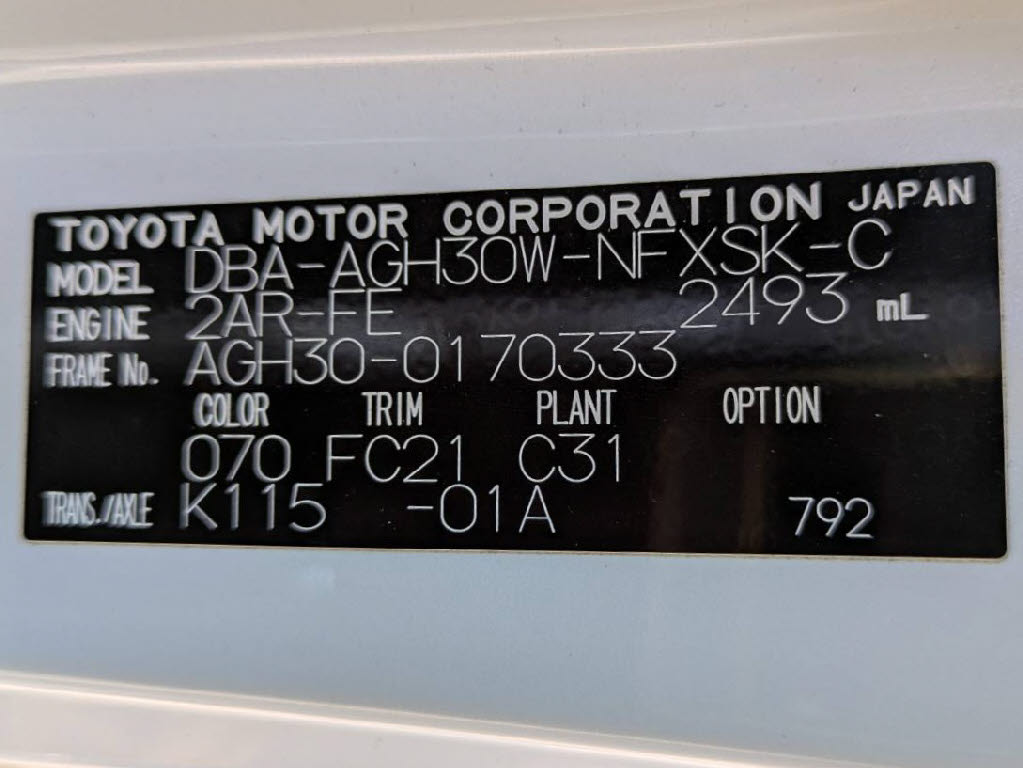 TOYOTA MOTOR CORPORATION JAPAN
MODEL DBA-AGH30W-NFXSK-C
ENGINE 2AR-FE 2493 mL
FRAME No. AGH30-0170333
COLOR TRIM PLANT OPTION
070 FC21 C31
TRANS./AXLE K115 -01A 792